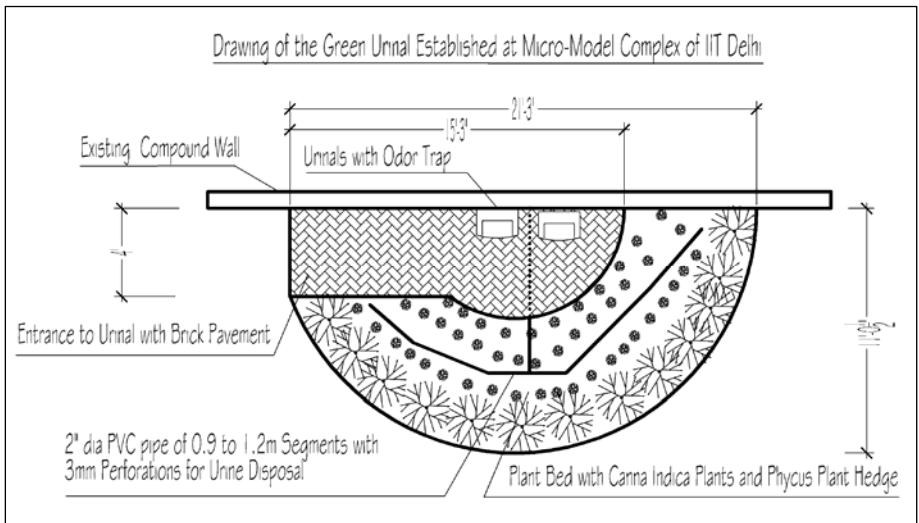 Drawing of the Green Urinal Established at Micro-Model Complex of IIT Delhi
21'-3"
15'-3"
Existing Compound Wall
Urinals with Odor Trap
4'
Entrance to Urinal with Brick Pavement
2" dia PVC pipe of 0.9 to 1.2m Segments with
3mm Perforations for Urine Disposal
Plant Bed with Canna Indica Plants and Phycus Plant Hedge